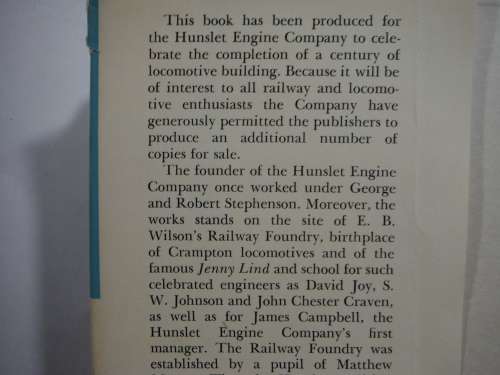 This book has been produced for
the Hunslet Engine Company to cele-
brate the completion of a century of
locomotive building. Because it will be
of interest to all railway and locomo-
tive enthusiasts the Company have
generously permitted the publishers to
produce an additional number of
copies for sale.
The founder of the Hunslet Engine
Company once worked under George
and Robert Stephenson. Moreover, the
works stands on the site of E. B.
Wilson's Railway Foundry, birthplace
of Crampton locomotives and of the
famous Jenny Lind and school for such
celebrated engineers as David Joy, S.
W. Johnson and John Chester Craven,
as well as for James Campbell, the
Hunslet Engine Company's first
manager. The Railway Foundry was
established by a pupil of Matthew